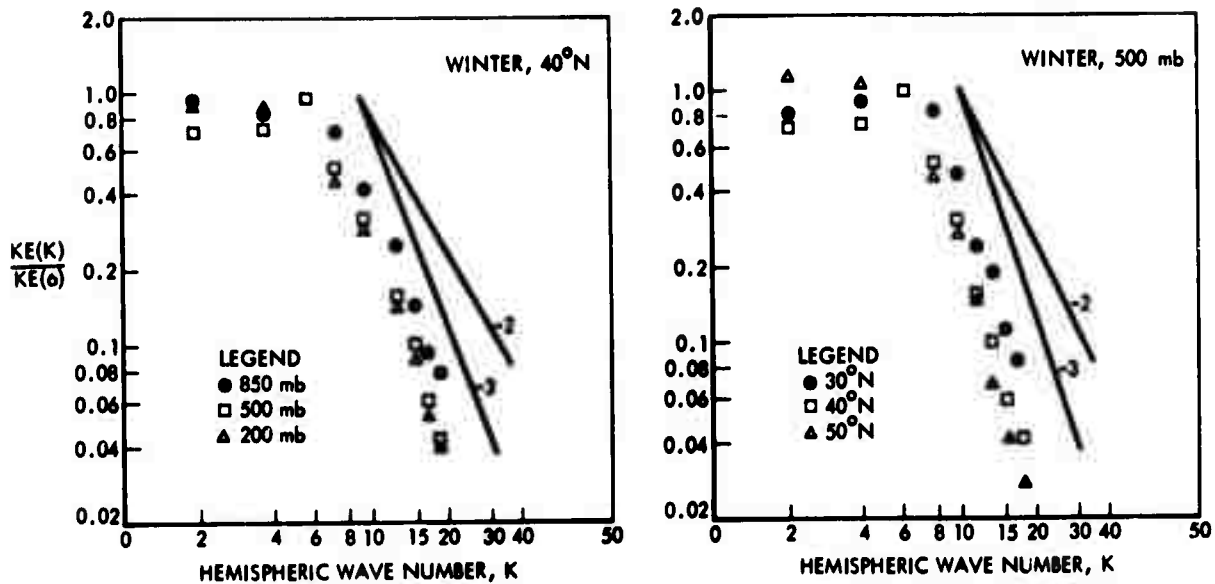 2.0
WINTER, 40°N
1.0
0.8
0.6
0.4
KE(K)
KE(6)
0.2
0.1
0.08
0.06
0.04
0.02
-2
-3
LEGEND
850 mb
500 mb
200 mb
0 2 4 6 8 10 15 20 30 40 50
HEMISPHERIC WAVE NUMBER, K
2.0
WINTER, 500 mb
1.0
0.8
0.6
0.4
0.2
0.1
0.08
0.06
0.04
0.02
-2
-3
LEGEND
30°N
40°N
50°N
0 2 4 6 8 10 15 20 30 40 50
HEMISPHERIC WAVE NUMBER, K